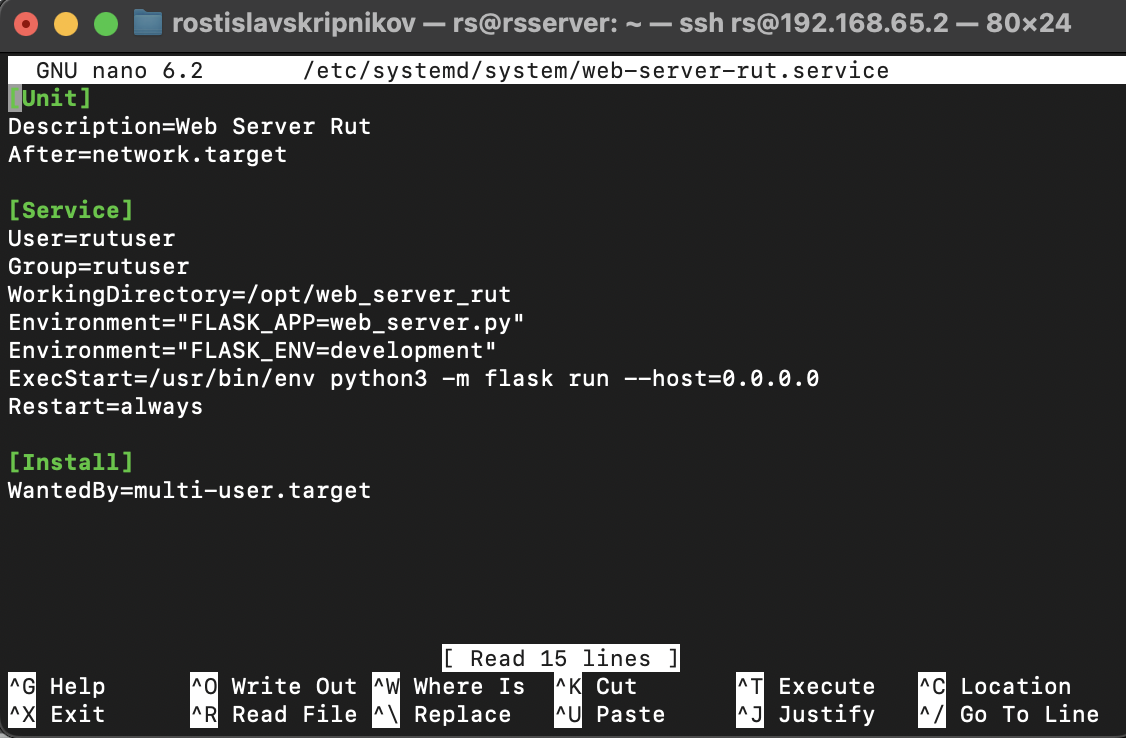 rostislavskripnikov — rs@rsserver: ~ — ssh rs@192.168.65.2 — 80×24
GNU nano 6.2 /etc/systemd/system/web-server-rut.service
[Unit]
Description=Web Server Rut
After=network.target
[Service]
User=rutuser
Group=rutuser
WorkingDirectory=/opt/web_server_rut
Environment="FLASK_APP=web_server.py"
Environment="FLASK_ENV=development"
ExecStart=/usr/bin/env python3 -m flask run --host=0.0.0.0
Restart=always
[Install]
WantedBy=multi-user.target
[ Read 15 lines ]
^G Help ^O Write Out ^W Where Is ^K Cut ^T Execute ^C Location
^X Exit ^R Read File ^\ Replace ^U Paste ^J Justify ^/ Go To Line